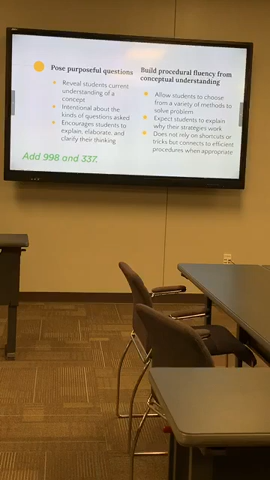 Pose purposeful questions
Reveal students current
understanding of a
concept
Intentional about the
kinds of questions asked
Encourages students to
explain, elaborate, and
clarify their thinking
Add 998 and 337.
Build procedural fluency from
conceptual understanding
Allow students to choose
from a variety of methods to
solve problem
Expect students to explain
why their strategies work
Does not rely on shortcuts or
tricks but connects to efficient
procedures when appropriate